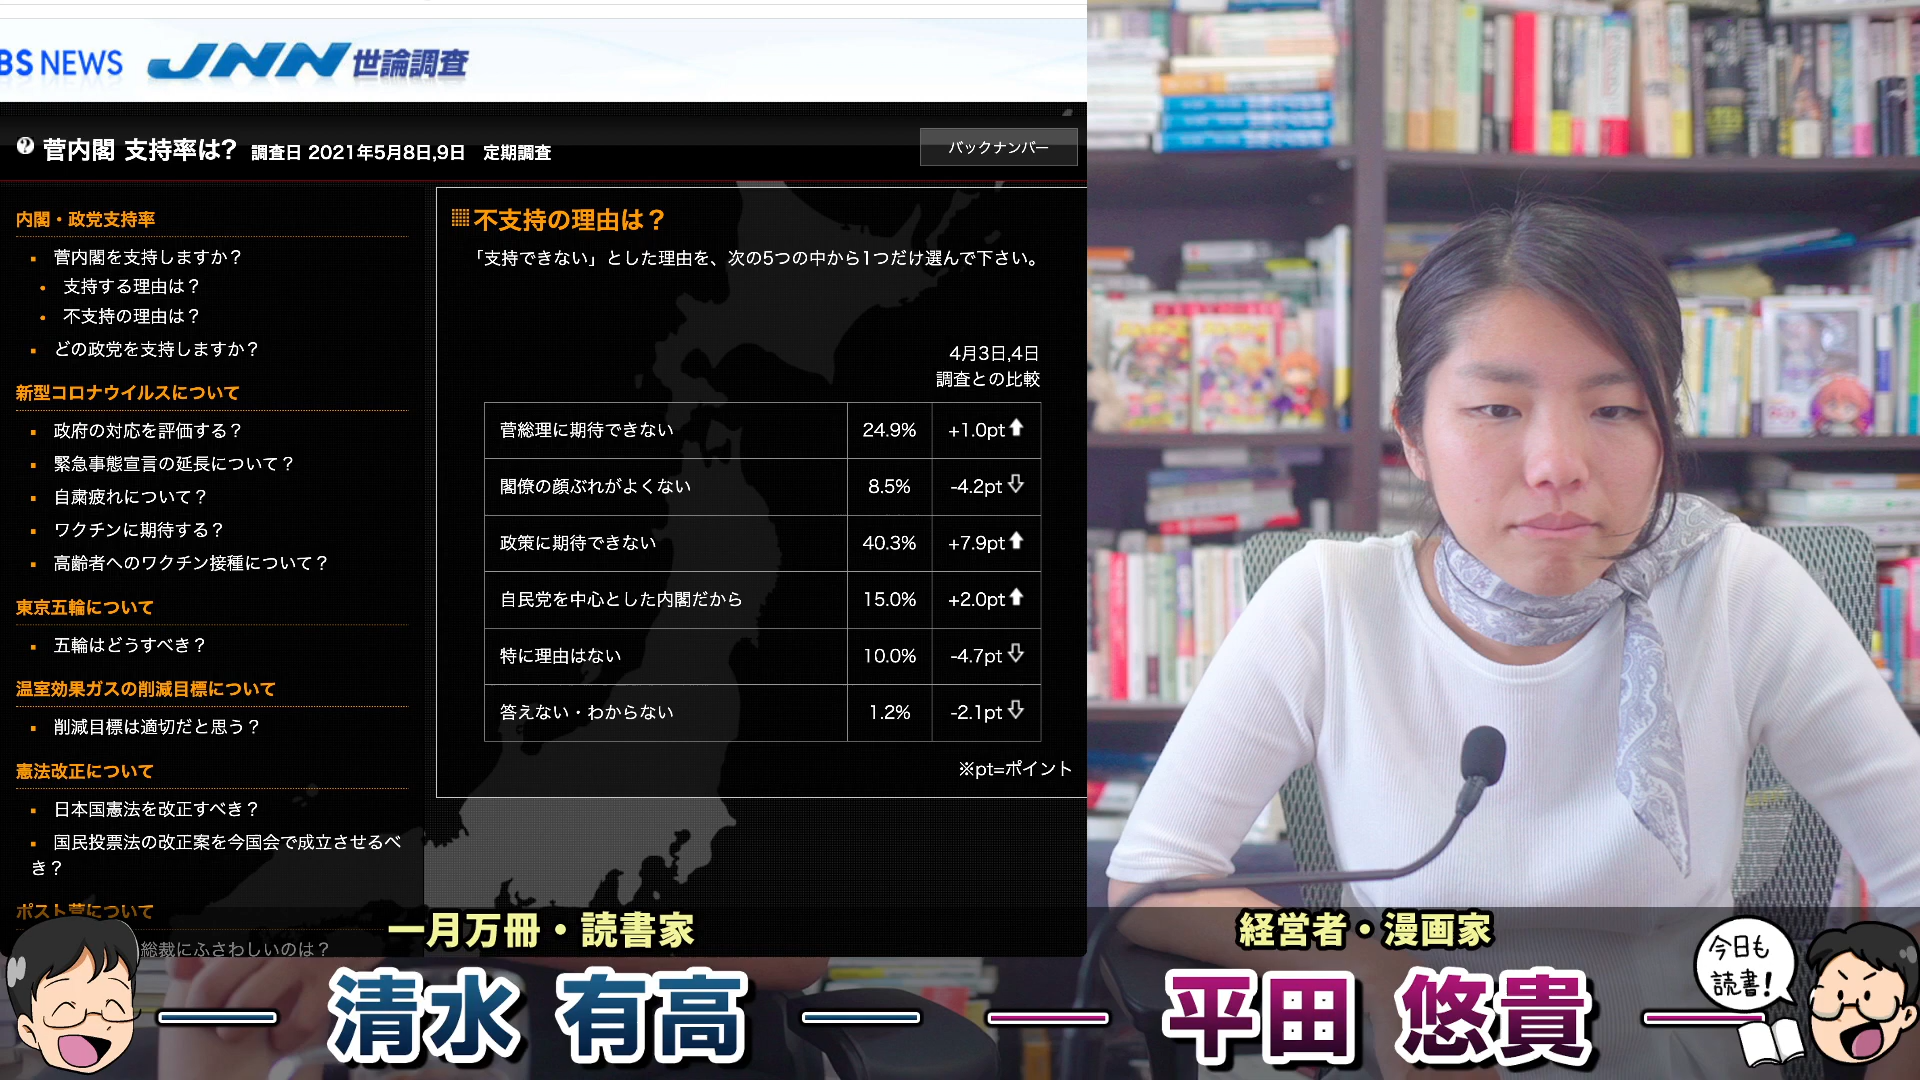 BS NEWS JNN 世論調査
菅内閣 支持率は? 調査日 2021年5月8日,9日 定期調査
バックナンバー
内閣・政党支持率
菅内閣を支持しますか？
支持する理由は？
不支持の理由は？
どの政党を支持しますか？
新型コロナウイルスについて
政府の対応を評価する？
緊急事態宣言の延長について？
自粛疲れについて？
ワクチンに期待する？
高齢者へのワクチン接種について？
東京五輪について
五輪はどうすべき？
温室効果ガスの削減目標について
削減目標は適切だと思う？
憲法改正について
日本国憲法を改正すべき？
国民投票法の改正案を今国会で成立させるべ
き？
ポスト菅について
総裁にふさわしいのは？
不支持の理由は？
「支持できない」とした理由を、次の5つの中から1つだけ選んで下さい。
4月3日,4日
調査との比較
菅総理に期待できない 24.9% +1.0pt
閣僚の顔ぶれがよくない 8.5% -4.2pt
政策に期待できない 40.3% +7.9pt
自民党を中心とした内閣だから 15.0% +2.0pt
特に理由はない 10.0% -4.7pt
答えない・わからない 1.2% -2.1pt
※pt=ポイント
一月万冊・読書家
清水 有高
経営者・漫画家
平田 悠貴
今日も
読書!